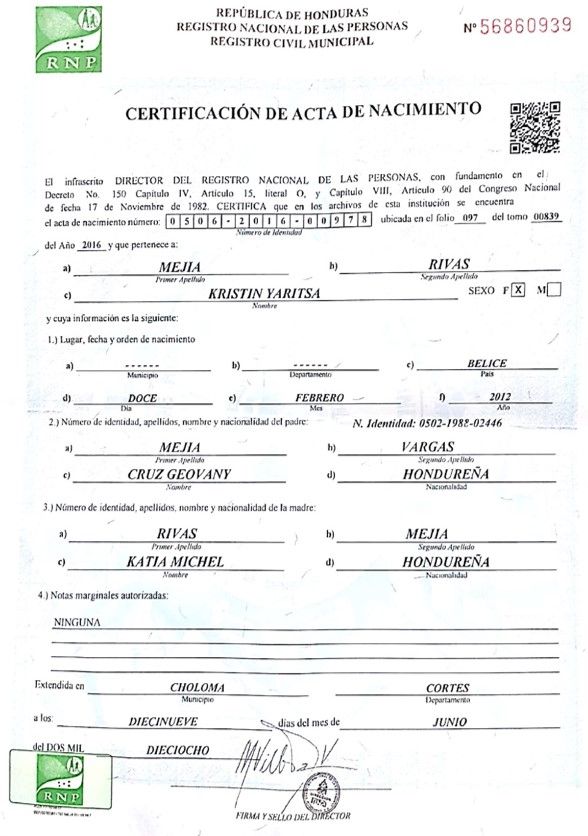 REPÚBLICA DE HONDURAS
REGISTRO NACIONAL DE LAS PERSONAS
REGISTRO CIVIL MUNICIPAL
Nº 56860939
RNP
CERTIFICACIÓN DE ACTA DE NACIMIENTO
El infrascrito DIRECTOR DEL REGISTRO NACIONAL DE LAS PERSONAS, con fundamento en el
Decreto No. 150 Capítulo IV, Artículo 15, literal O, y Capítulo VIII, Artículo 90 del Congreso Nacional
de fecha 17 de Noviembre de 1982. CERTIFICA que en los archivos de esta institución se encuentra
el acta de nacimiento número: 0506-2016-00978 ubicada en el folio 097 del tomo 00839
Número de Identidad
del Año 2016 y que pertenece a:
a) MEJIA b) RIVAS
Primer Apellido Segundo Apellido
c) KRISTIN YARITSA SEXO F X M
Nombre
y cuya información es la siguiente:
1.) Lugar, fecha y orden de nacimiento
a) ------ b) ------ c) BELICE
Municipio Departamento País
d) DOCE e) FEBRERO f) 2012
Día Mes Año
2.) Número de identidad, apellidos, nombre y nacionalidad del padre: N. Identidad: 0502-1988-02446
a) MEJIA b) VARGAS
Primer Apellido Segundo Apellido
c) CRUZ GEOVANY d) HONDUREÑA
Nombre Nacionalidad
3.) Número de identidad, apellidos, nombre y nacionalidad de la madre:
a) RIVAS b) MEJIA
Primer Apellido Segundo Apellido
c) KATIA MICHEL d) HONDUREÑA
Nombre Nacionalidad
4.) Notas marginales autorizadas:
NINGUNA
Extendida en CHOLOMA CORTES
Municipio Departamento
a los: DIECINUEVE días del mes de JUNIO
del DOS MIL DIECIOCHO
RNP
FIRMA Y SELLO DEL DIRECTOR